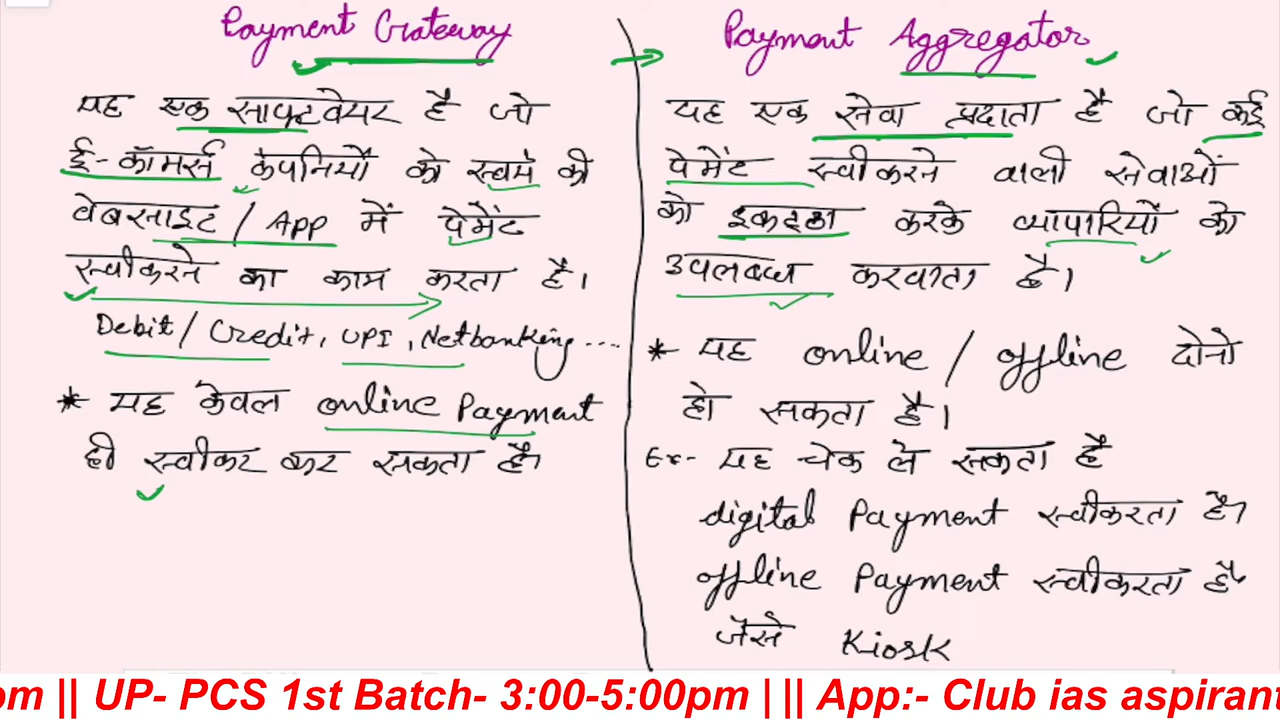 Payment Gateway
यह एक साफ्टवेयर है जो
ई-कॉमर्स कंपनियों को स्वयं की
वेबसाइट / App में पेमेंट
स्वीकरने का काम करता है।
Debit / Credit, UPI, Netbanking ....
* यह केवल online Payment
ही स्वीकर कर सकता है।
Payment Aggregator
यह एक सेवा प्रदाता है जो कई
पेमेंट स्वीकरने वाली सेवाओं
को इकट्ठा करके व्यापारियों को
उपलब्ध करवाता है।
* यह online / offline दोनो
हो सकता है।
Ex- यह चेक ले सकता है
digital Payment स्वीकरता है।
offline Payment स्वीकरता है
जैसे Kiosk
om || UP- PCS 1st Batch- 3:00-5:00pm | || App:- Club ias aspirant